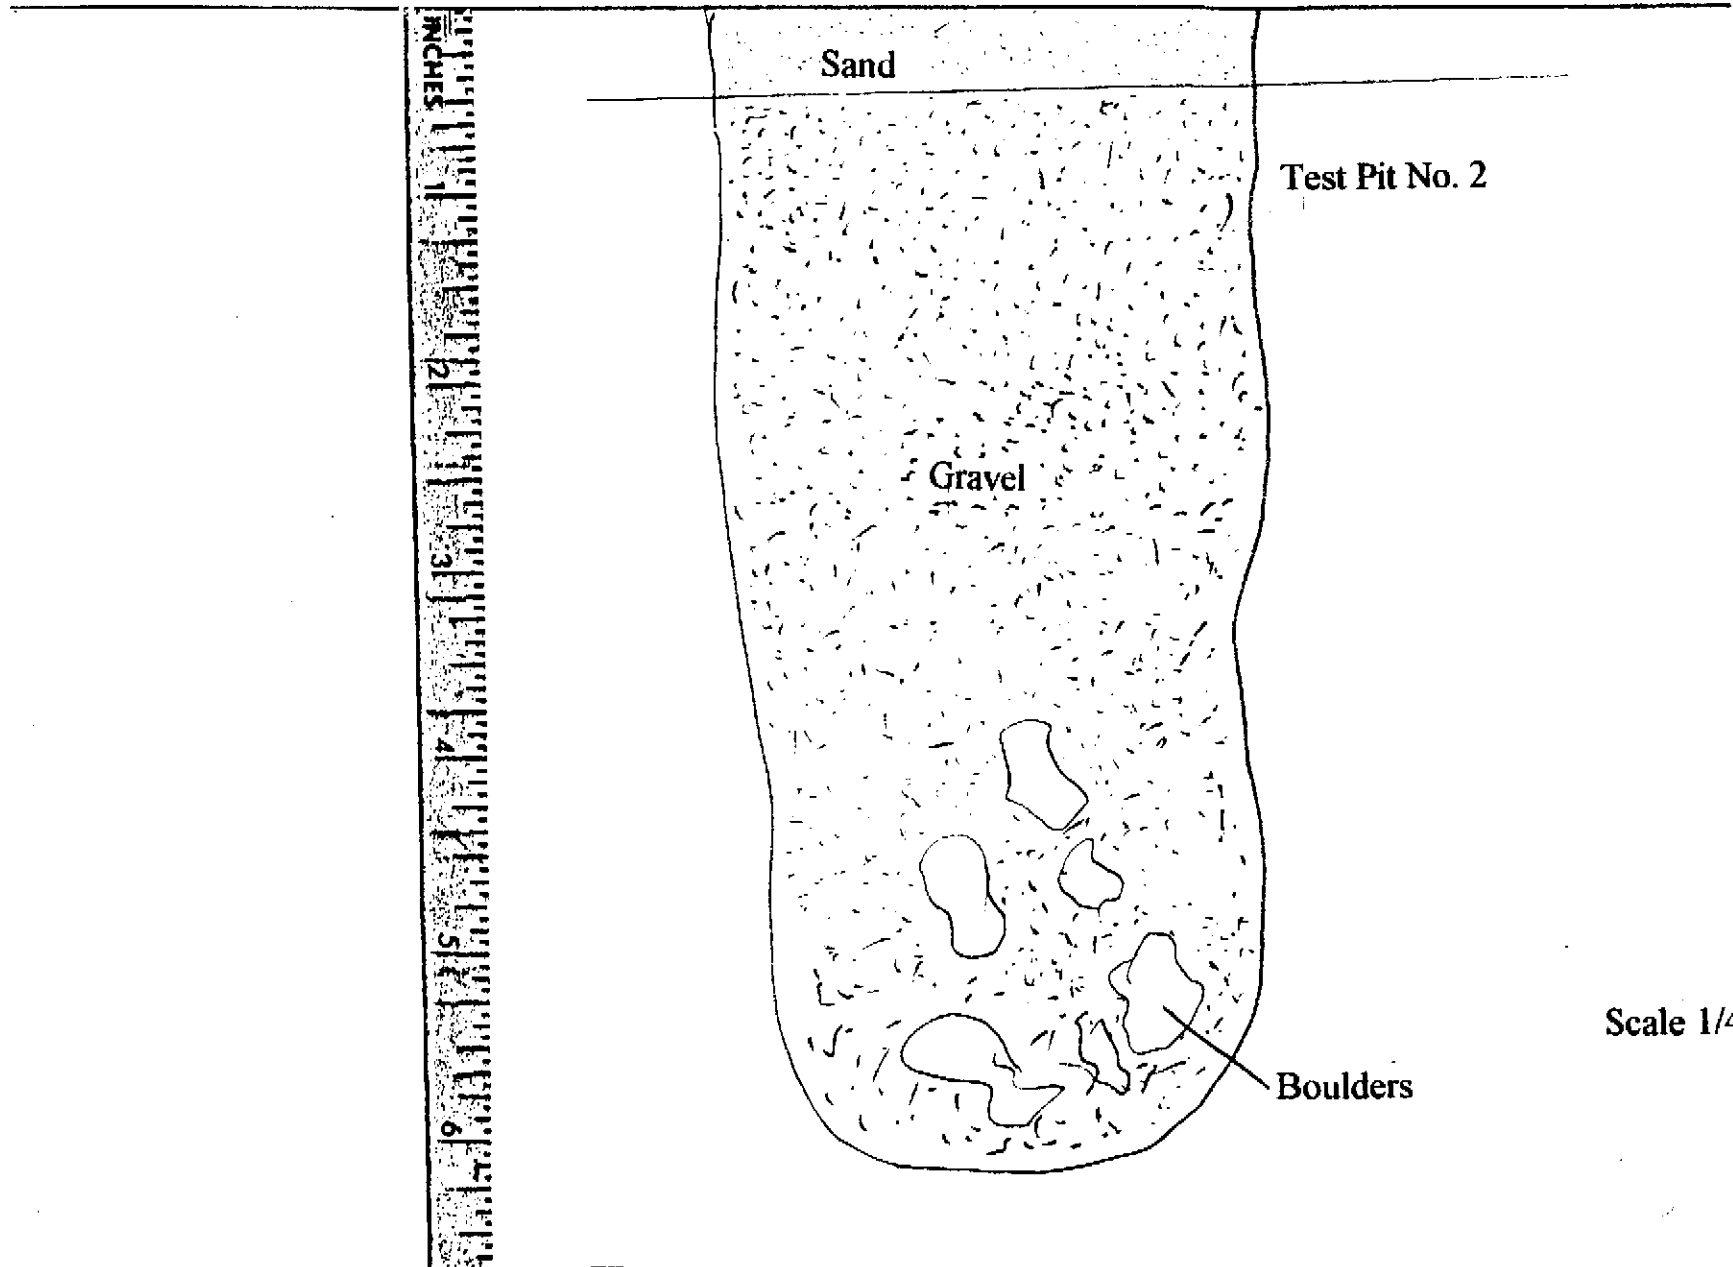 INCHES
1
2
3
4
5
6
Sand
Test Pit No. 2
Gravel
Boulders
Scale 1/4